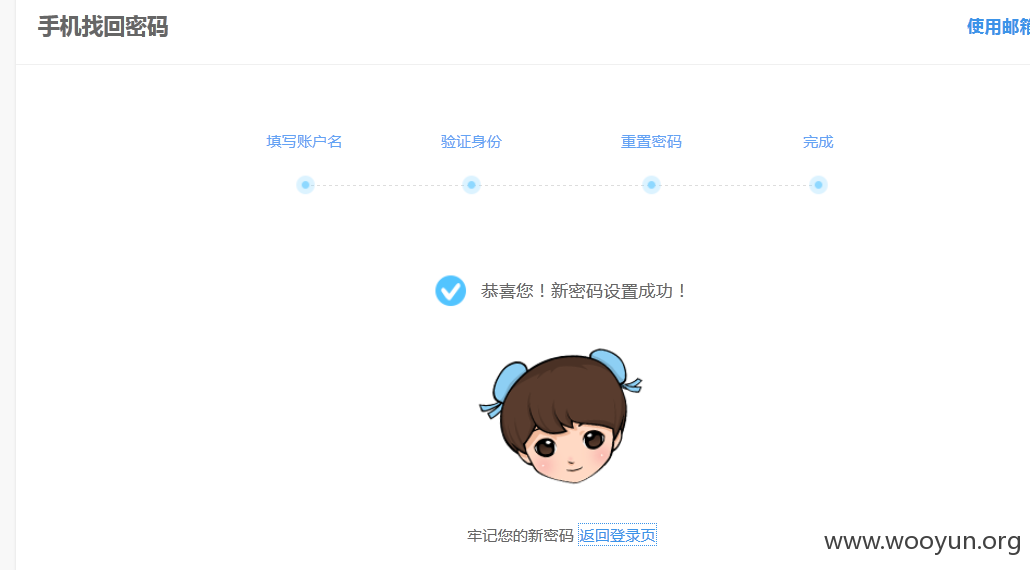 手机找回密码
使用邮箱
填写账户名 验证身份 重置密码 完成
恭喜您！新密码设置成功！
牢记您的新密码 返回登录页
www.wooyun.org